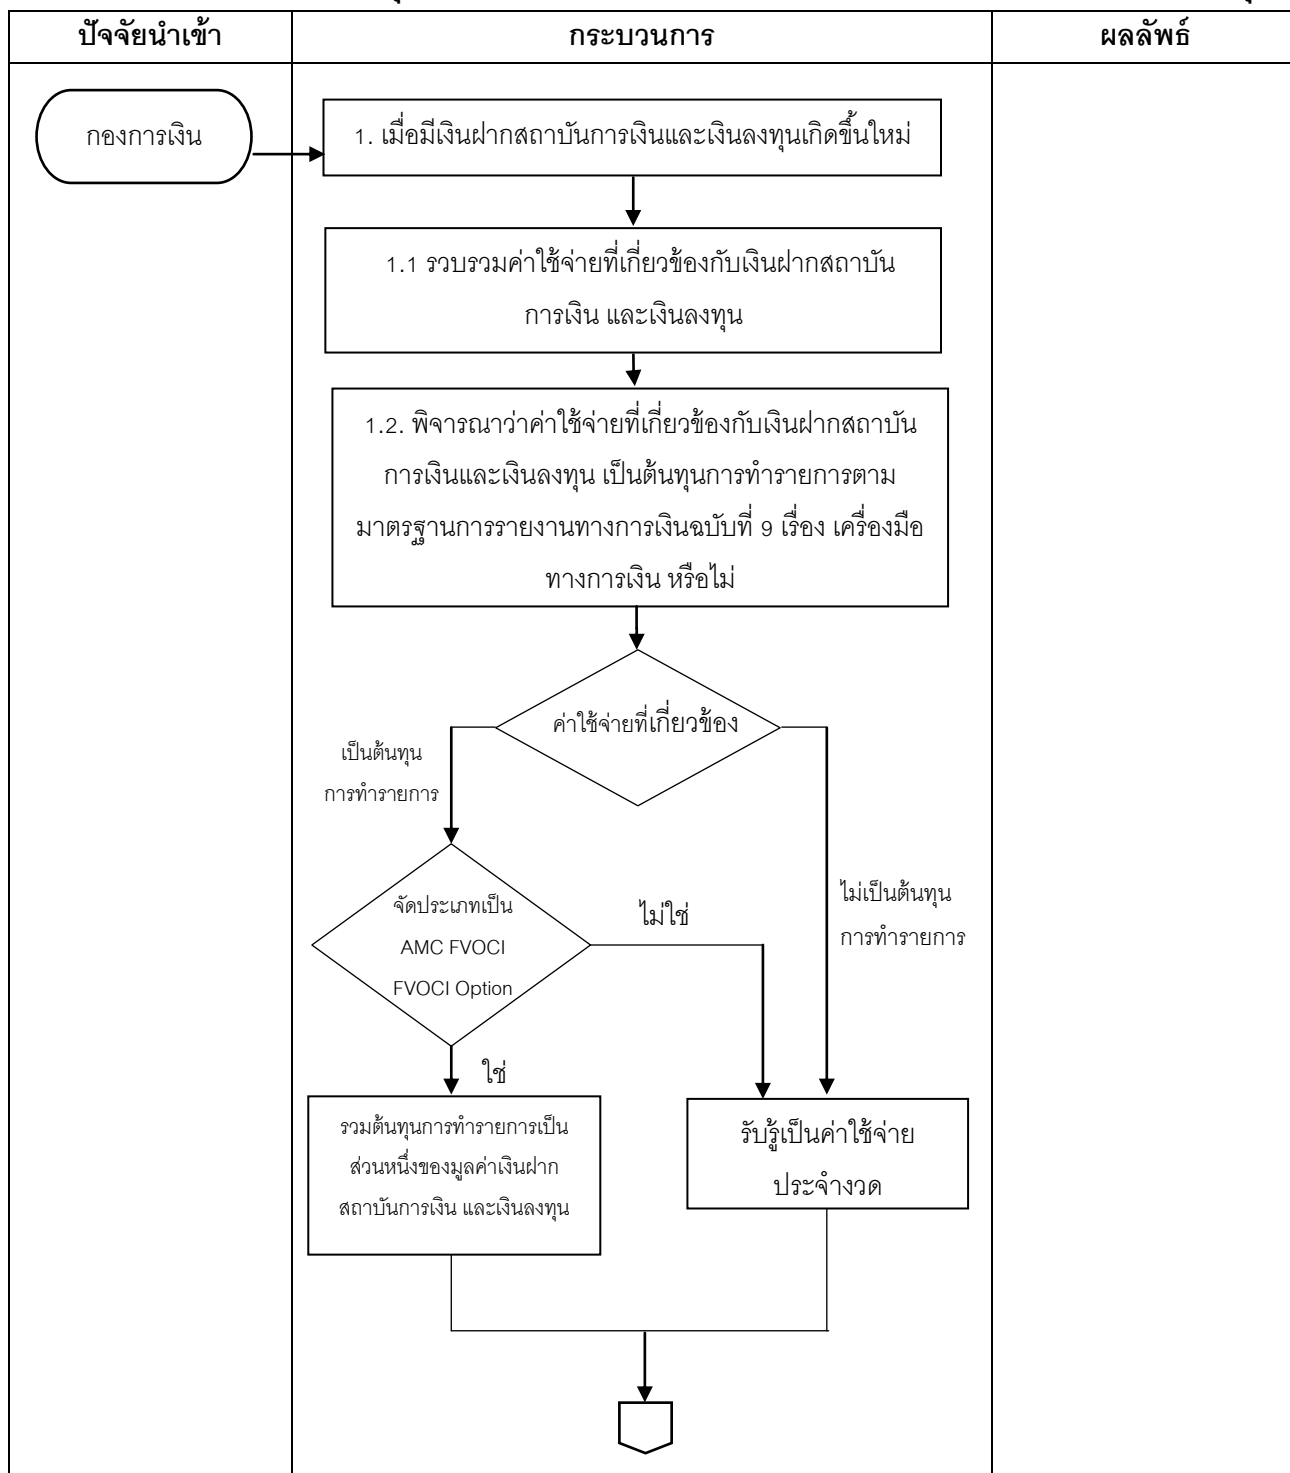 ปัจจัยนำเข้า
กระบวนการ
ผลลัพธ์
กองการเงิน
1. เมื่อมีเงินฝากสถาบันการเงินและเงินลงทุนเกิดขึ้นใหม่
1.1 รวบรวมค่าใช้จ่ายที่เกี่ยวข้องกับเงินฝากสถาบัน
การเงิน และเงินลงทุน
1.2. พิจารณาว่าค่าใช้จ่ายที่เกี่ยวข้องกับเงินฝากสถาบัน
การเงินและเงินลงทุน เป็นต้นทุนการทำรายการตาม
มาตรฐานการรายงานทางการเงินฉบับที่ 9 เรื่อง เครื่องมือ
ทางการเงิน หรือไม่
ค่าใช้จ่ายที่เกี่ยวข้อง
เป็นต้นทุน
การทำรายการ
ไม่เป็นต้นทุน
การทำรายการ
จัดประเภทเป็น
AMC FVOCI
FVOCI Option
ไม่ใช่
ใช่
รวมต้นทุนการทำรายการเป็น
ส่วนหนึ่งของมูลค่าเงินฝาก
สถาบันการเงิน และเงินลงทุน
รับรู้เป็นค่าใช้จ่าย
ประจำงวด